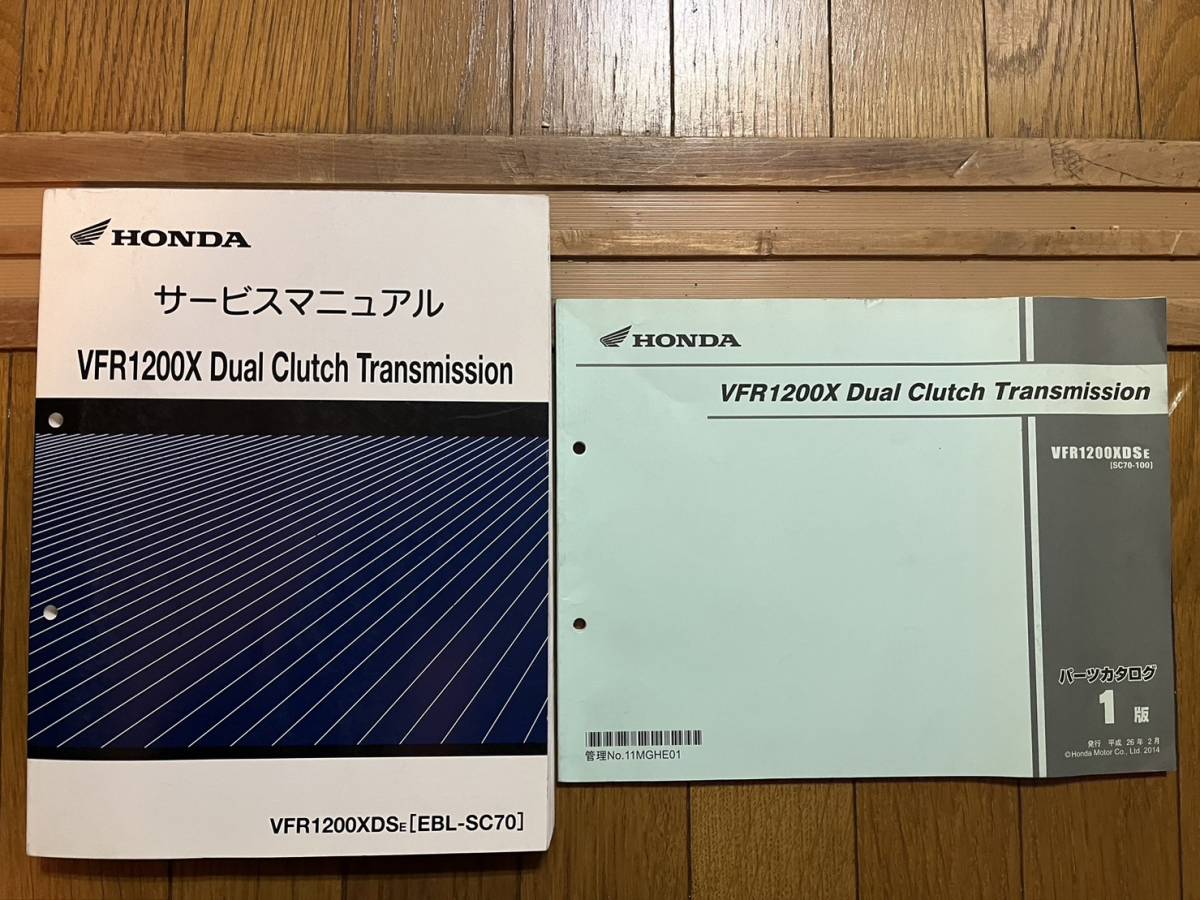 HONDA
サービスマニュアル
VFR1200X Dual Clutch Transmission
VFR1200XDSE [EBL-SC70]
HONDA
VFR1200X Dual Clutch Transmission
VFR1200XDSE
(SC70-100)
パーツカタログ
1 版
発行 平成 26 年 2 月
©Honda Motor Co., Ltd. 2014
管理No.11MGHE01